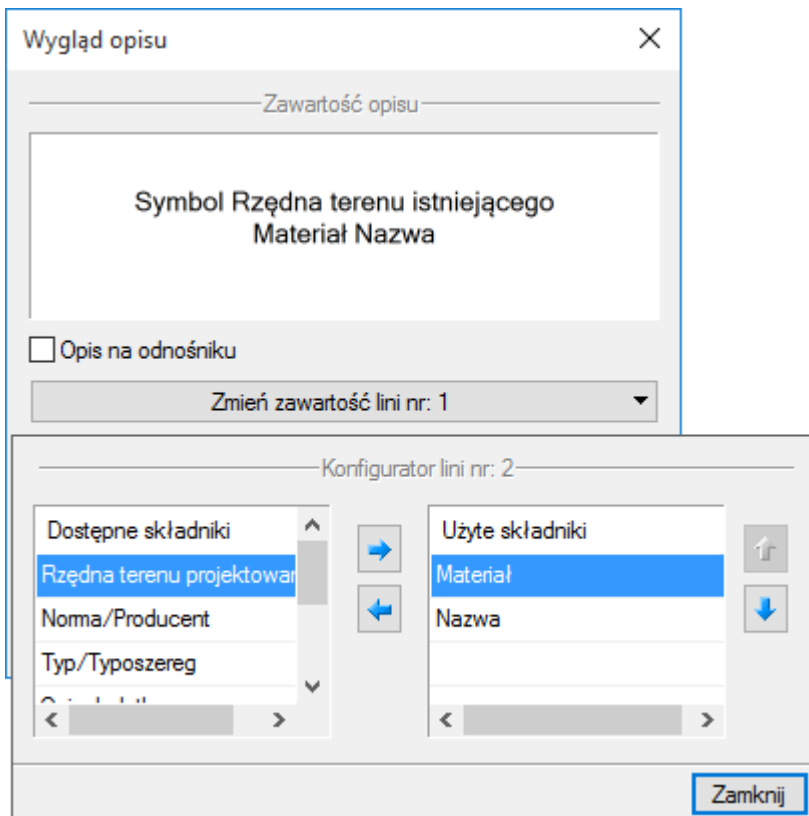 Wygląd opisu
Zawartość opisu
Symbol Rzędna terenu istniejącego
Materiał Nazwa
Opis na odnośniku
Zmień zawartość lini nr: 1
Konfigurator lini nr: 2
Dostępne składniki
Rzędna terenu projektowar
Norma/Producent
Typ/Typoszereg
Użyte składniki
Materiał
Nazwa
Zamknij